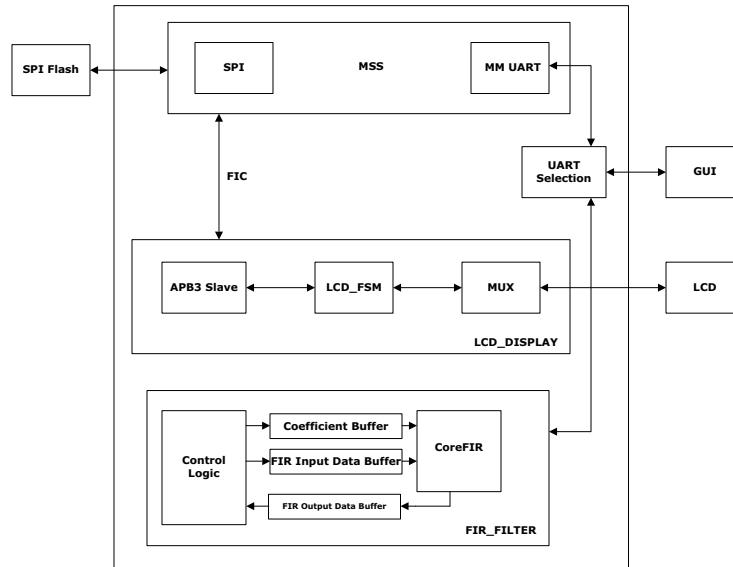 SPI Flash
SPI
MSS
MM UART
FIC
UART
Selection
GUI
APB3 Slave
LCD_FSM
MUX
LCD
LCD_DISPLAY
Control
Logic
Coefficient Buffer
FIR Input Data Buffer
FIR Output Data Buffer
CoreFIR
FIR_FILTER